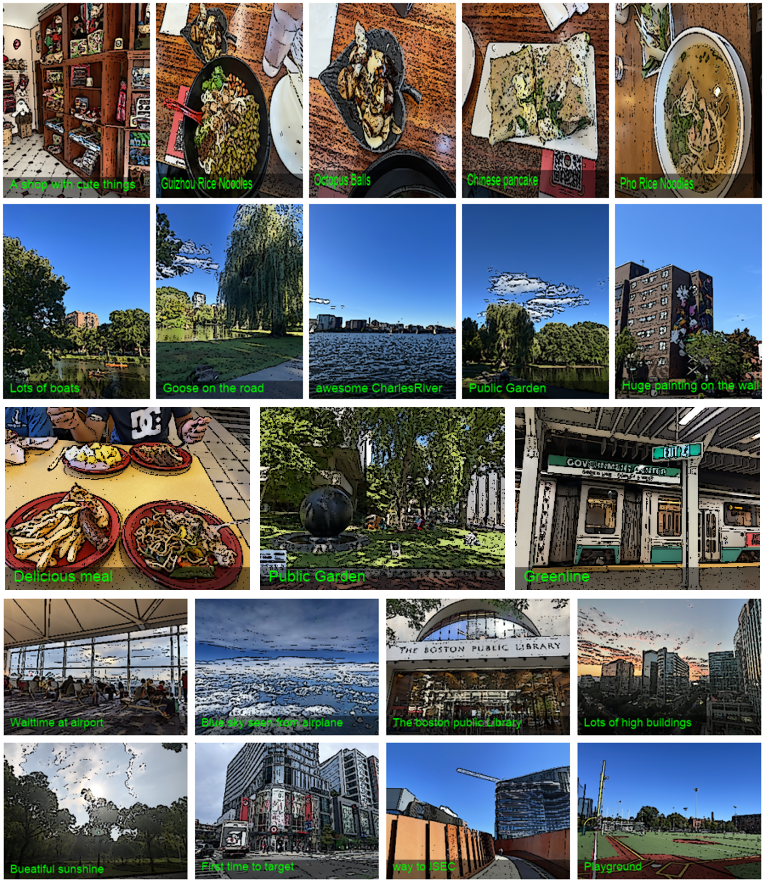 A shop with cute things
Guizhou Rice Noodles
Octopus Balls
Chinese pancake
Pho Rice Noodles
Lots of boats
Goose on the road
awesome CharlesRiver
Public Garden
Huge painting on the wall
DC
EXIT
GOVERNMENT CENTER
Delicious meal
Public Garden
Greenline
THE BOSTON PUBLIC LIBRARY
Waittime at airport
Blue sky seen from airplane
The boston public Library
Lots of high buildings
Bueatiful sunshine
First time to target
way to ISEC
Playground